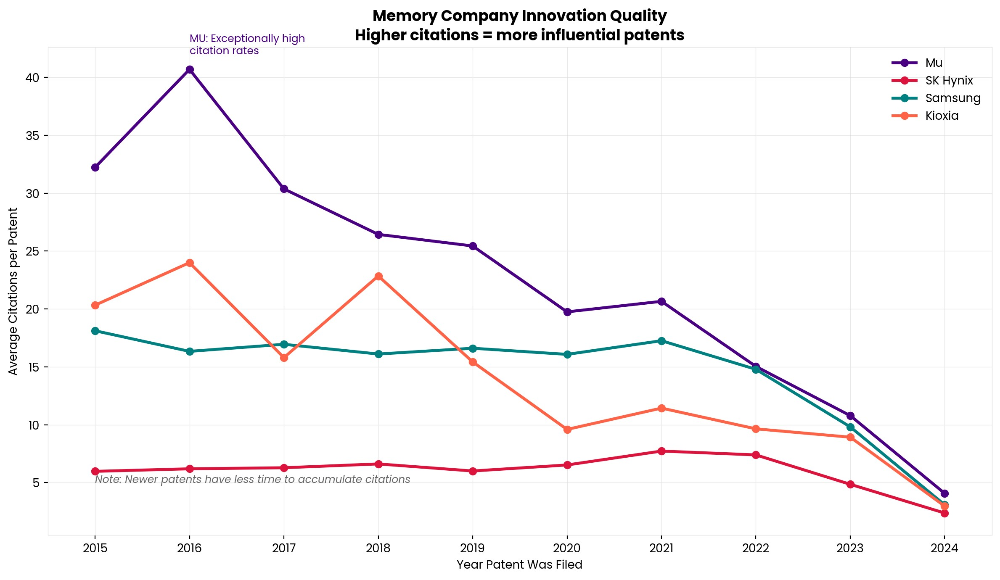 Memory Company Innovation Quality
Higher citations = more influential patents
MU: Exceptionally high
citation rates
Mu
SK Hynix
Samsung
Kioxia
Average Citations per Patent
40
35
30
25
20
15
10
5
Note: Newer patents have less time to accumulate citations
2015 2016 2017 2018 2019 2020 2021 2022 2023 2024
Year Patent Was Filed